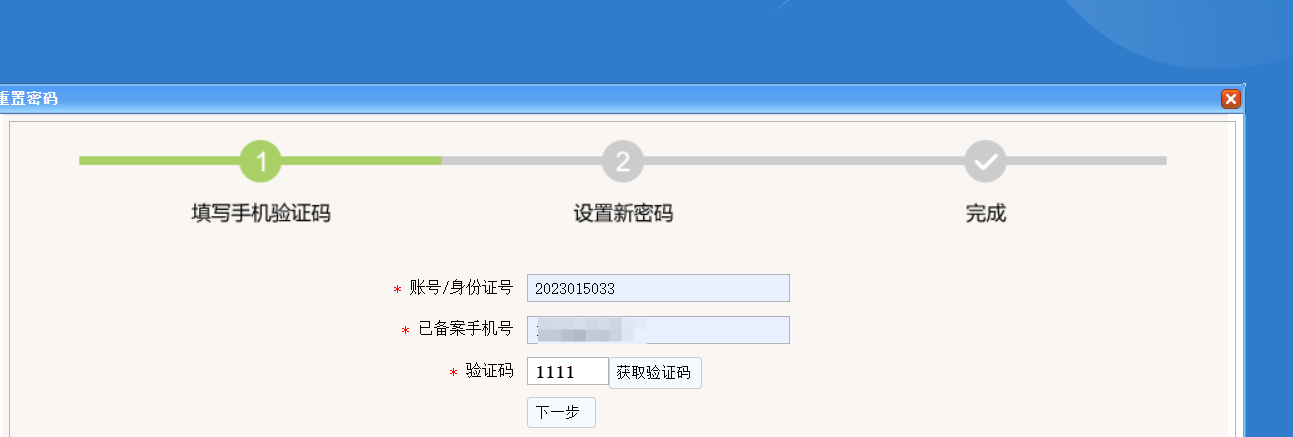 重置密码
1
2
填写手机验证码
设置新密码
完成
* 账号/身份证号 2023015033
* 已备案手机号
* 验证码 1111 获取验证码
下一步